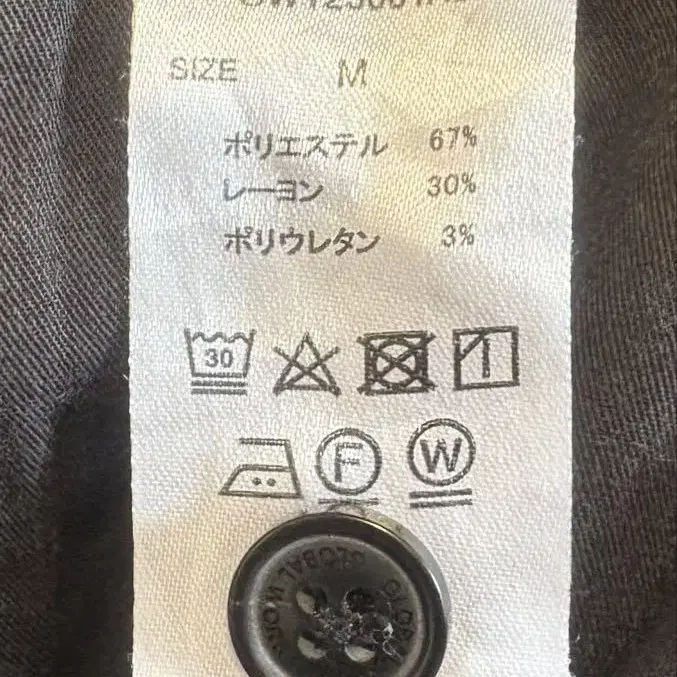 SIZE M
ポリエステル 67%
レーヨン 30%
ポリウレタン 3%
30
F W
GLOBAL WORK